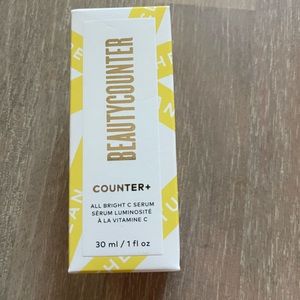 BEAUTYCOUNTER
COUNTER+
ALL BRIGHT C SERUM
SÉRUM LUMINOSITÉ
À LA VITAMINE C
30 ml / 1 fl oz